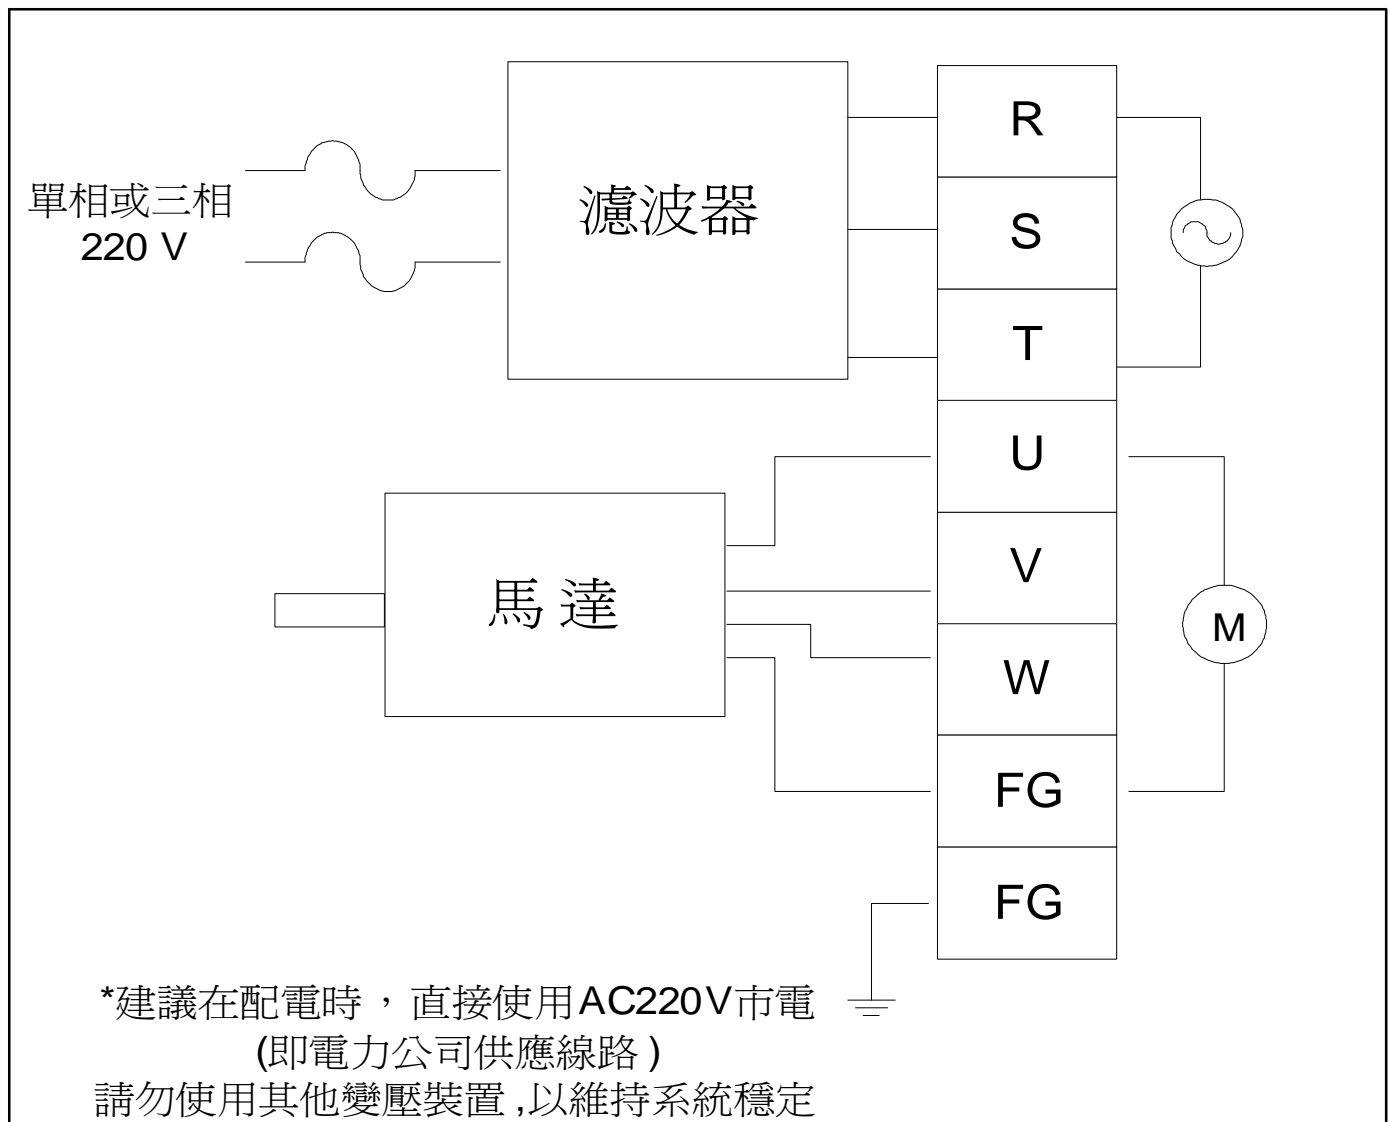 單相或三相
220 V
濾波器
R
S
T
U
V
W
FG
FG
馬達
M
*建議在配電時，直接使用AC220V市電
(即電力公司供應線路)
請勿使用其他變壓裝置,以維持系統穩定